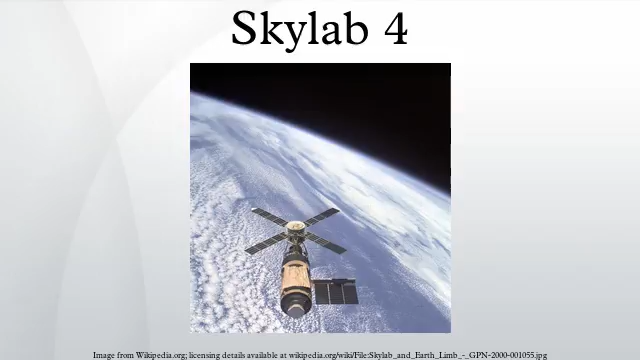 Skylab 4
Image from Wikipedia.org; licensing details available at wikipedia.org/wiki/File:Skylab_and_Earth_Limb_-_GPN-2000-001055.jpg